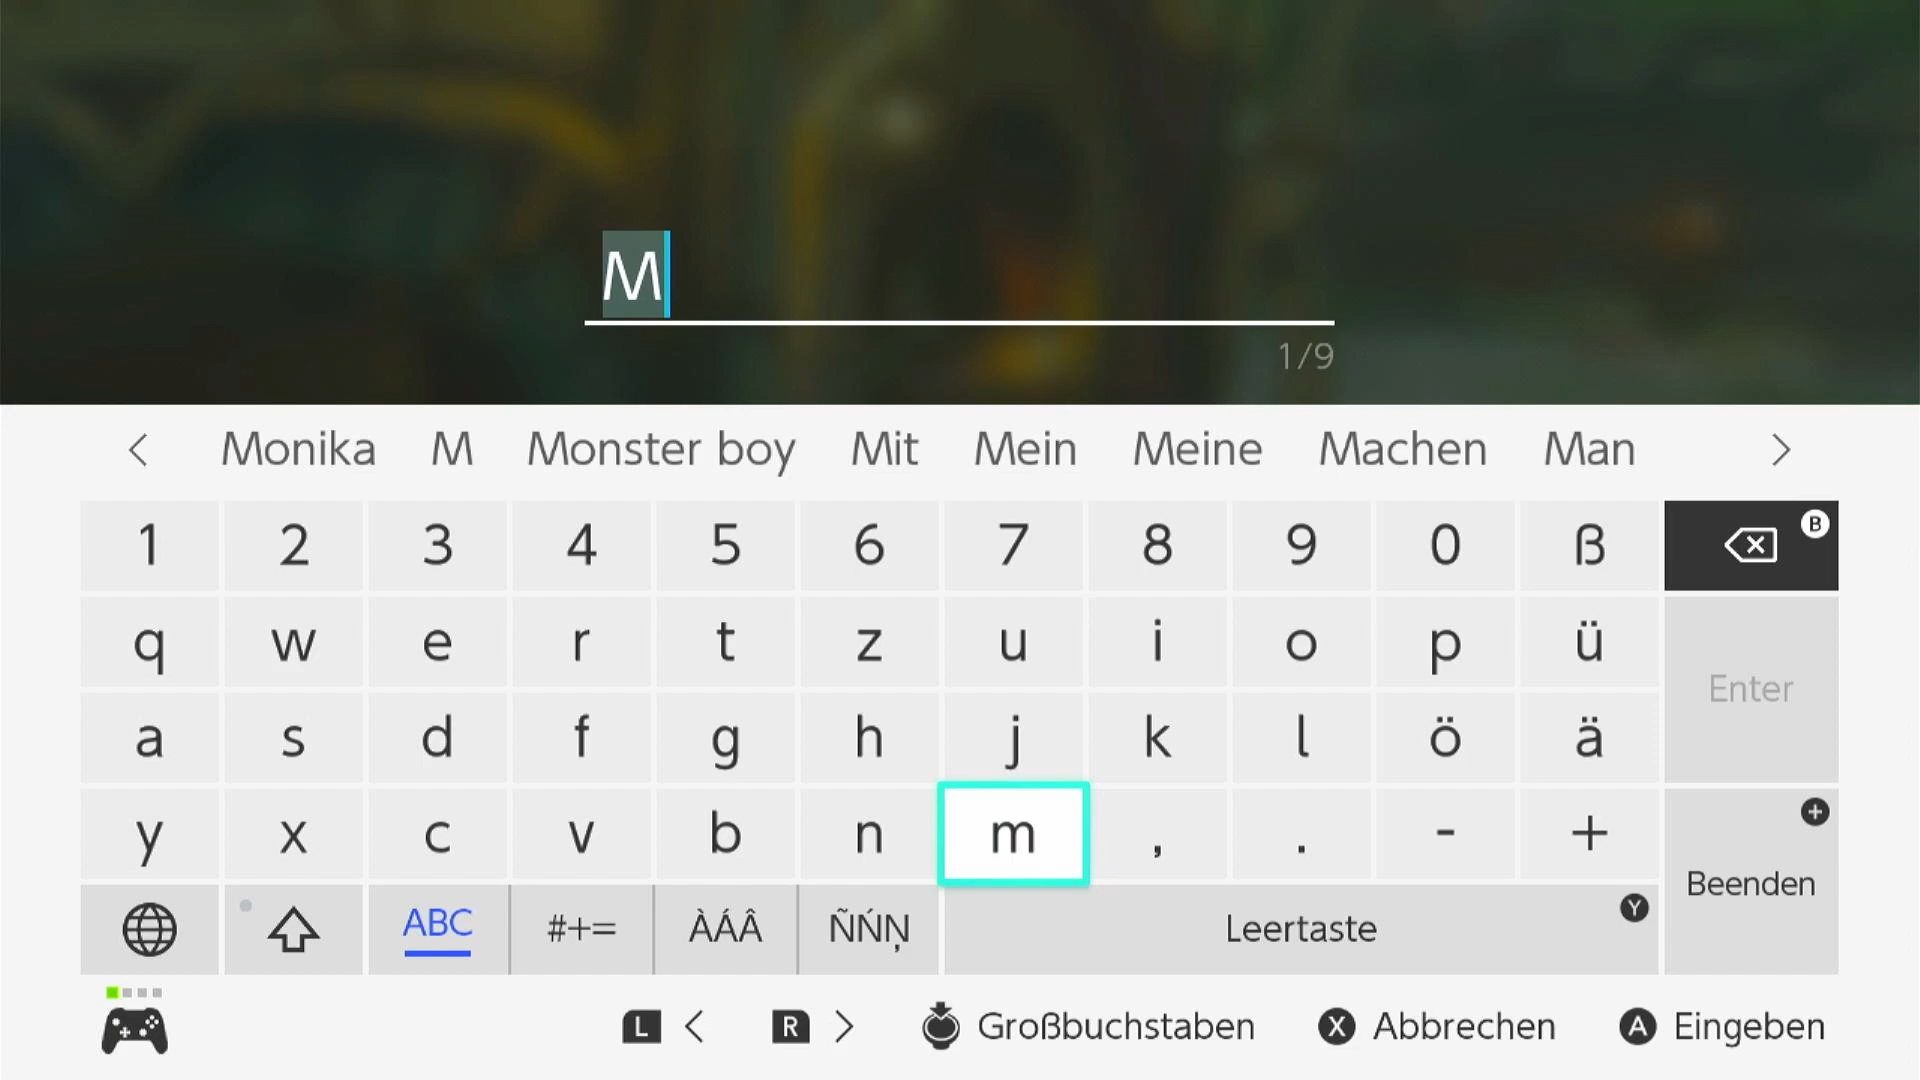 M
1/9
< Monika M Monster boy Mit Mein Meine Machen Man >
1 2 3 4 5 6 7 8 9 0 ß B
q w e r t z u i o p ü
Enter
a s d f g h j k l ö ä
y x c v b n m , . - + +
Beenden
ABC #+= ÀÁÂ ÑŃŅ Leertaste Y
L < R > Großbuchstaben X Abbrechen A Eingeben